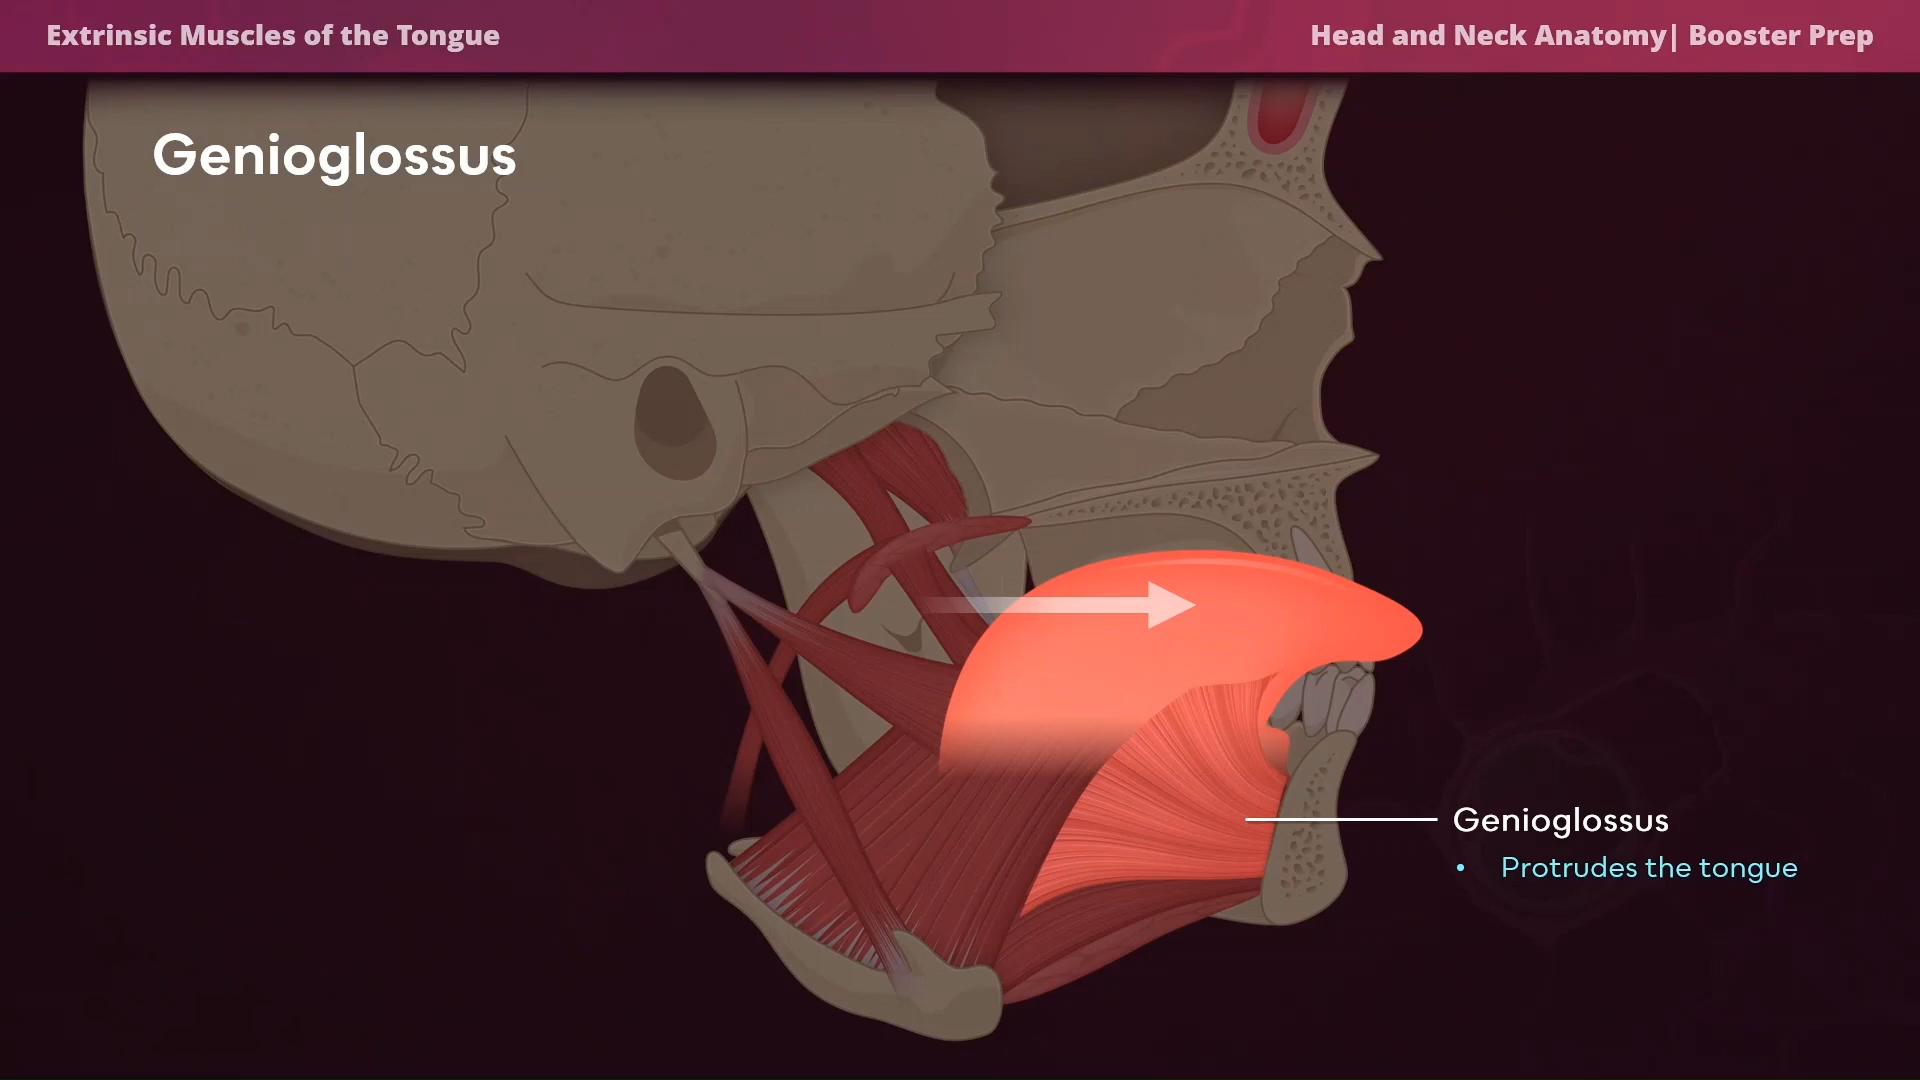 Extrinsic Muscles of the Tongue
Head and Neck Anatomy| Booster Prep
Genioglossus
Genioglossus
• Protrudes the tongue